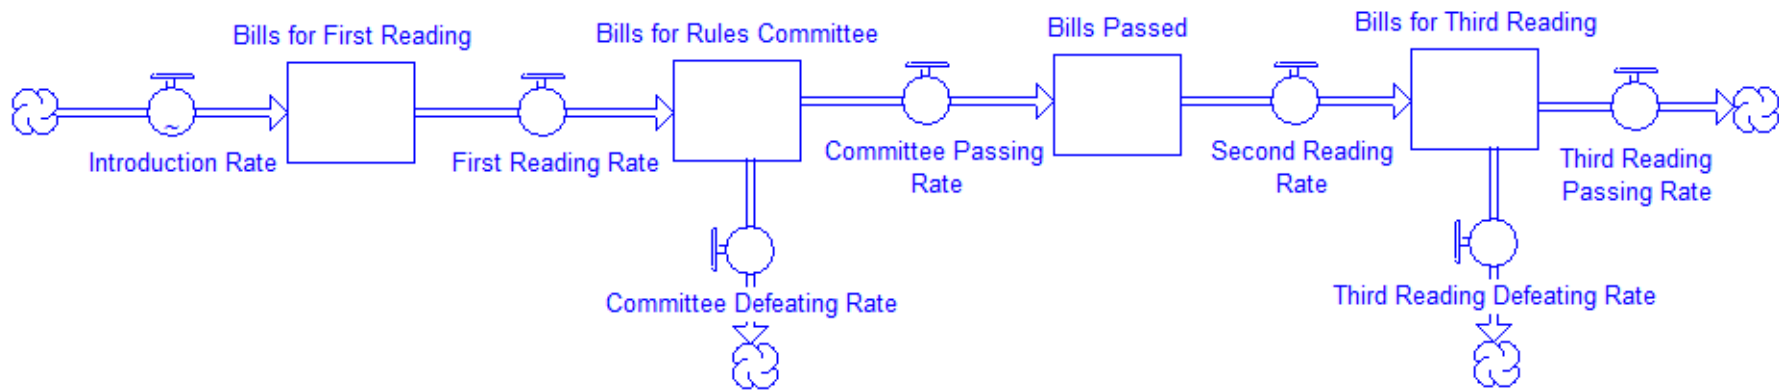 Bills for First Reading
Bills for Rules Committee
Bills Passed
Bills for Third Reading
~
Introduction Rate
First Reading Rate
Committee Passing
Rate
Second Reading
Rate
Third Reading
Passing Rate
Committee Defeating Rate
Third Reading Defeating Rate